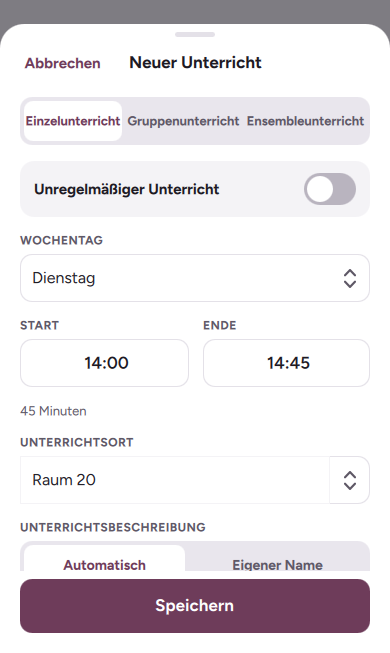 Abbrechen Neuer Unterricht
Einzelunterricht Gruppenunterricht Ensembleunterricht
Unregelmäßiger Unterricht
WOCHENTAG
Dienstag
START ENDE
14:00 14:45
45 Minuten
UNTERRICHTSORT
Raum 20
UNTERRICHTSBESCHREIBUNG
Automatisch Eigener Name
Speichern